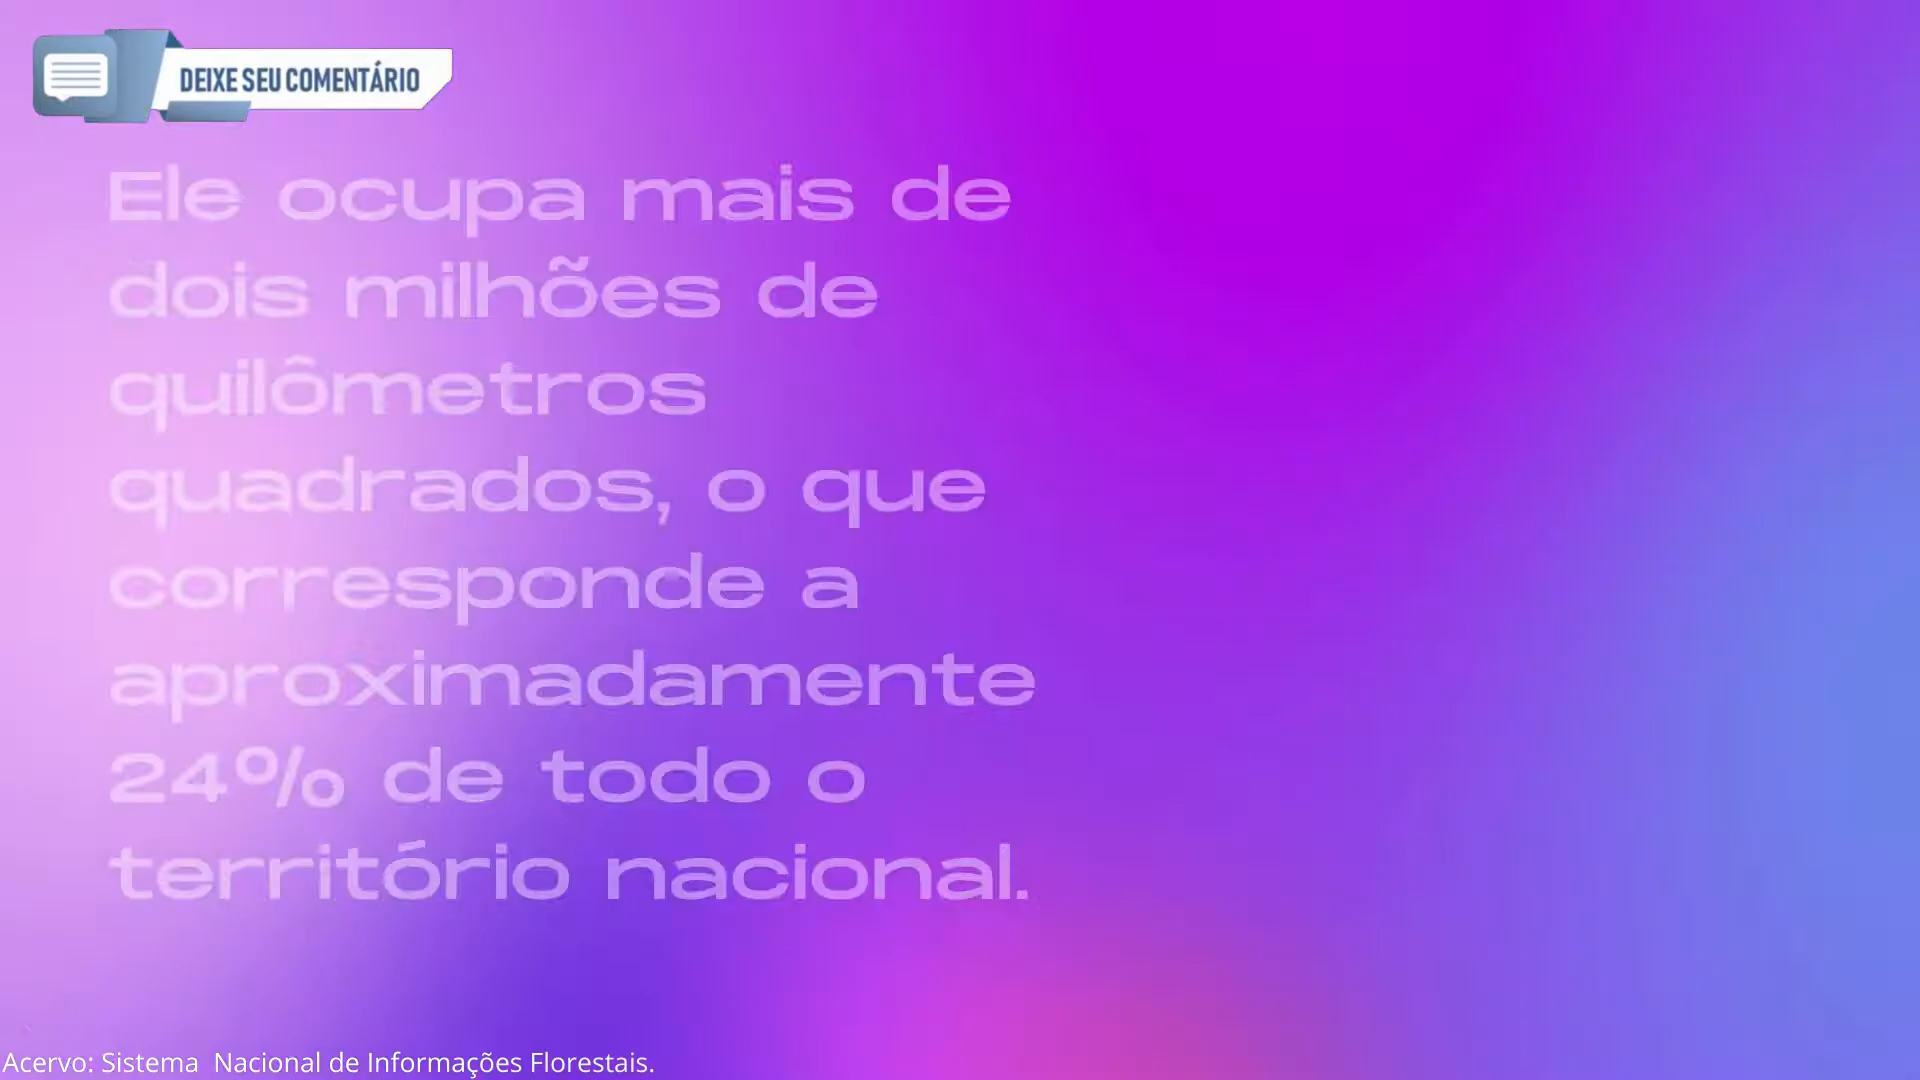 DEIXE SEU COMENTÁRIO
Ele ocupa mais de
dois milhões de
quilômetros
quadrados, o que
corresponde a
aproximadamente
24% de todo o
território nacional.
Acervo: Sistema  Nacional de Informações Florestais.